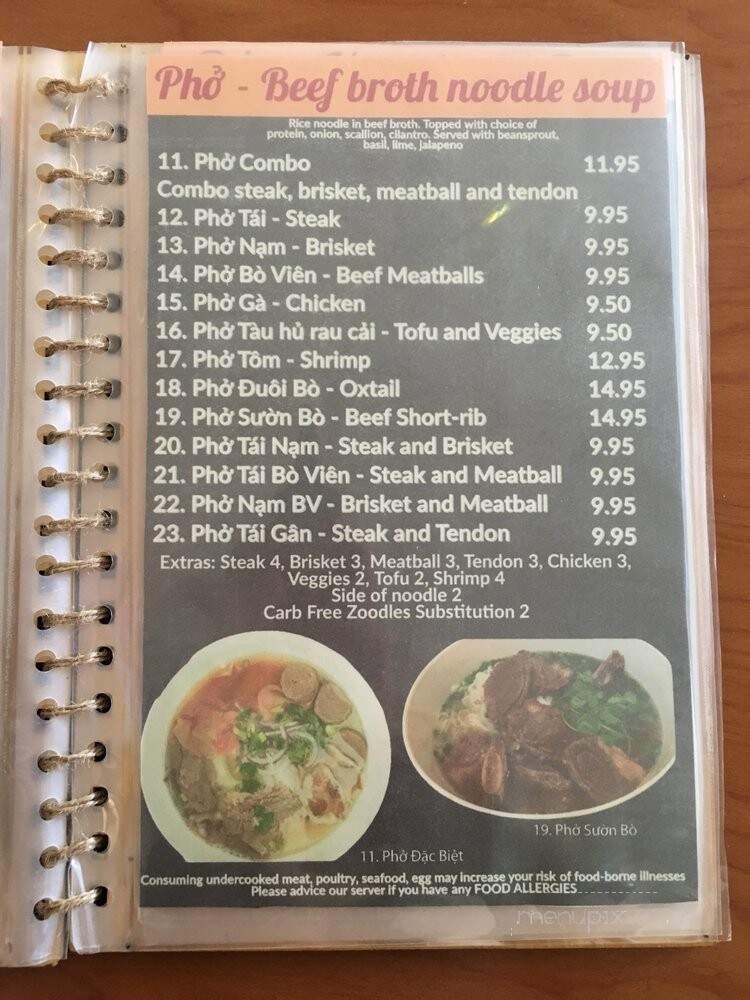 Phở - Beef broth noodle soup
Rice noodle in beef broth. Topped with choice of
protein, onion, scallion, cilantro. Served with beansprout,
basil, lime, jalapeno
11. Phở Combo 11.95
Combo steak, brisket, meatball and tendon
12. Phở Tái - Steak 9.95
13. Phở Nạm - Brisket 9.95
14. Phở Bò Viên - Beef Meatballs 9.95
15. Phở Gà - Chicken 9.50
16. Phở Tàu hủ rau cải - Tofu and Veggies 9.50
17. Phở Tôm - Shrimp 12.95
18. Phở Đuôi Bò - Oxtail 14.95
19. Phở Sườn Bò - Beef Short-rib 14.95
20. Phở Tái Nạm - Steak and Brisket 9.95
21. Phở Tái Bò Viên - Steak and Meatball 9.95
22. Phở Nạm BV - Brisket and Meatball 9.95
23. Phở Tái Gân - Steak and Tendon 9.95
Extras: Steak 4, Brisket 3, Meatball 3, Tendon 3, Chicken 3,
Veggies 2, Tofu 2, Shrimp 4
Side of noodle 2
Carb Free Zoodles Substitution 2
19. Phở Sườn Bò
11. Phở Đặc Biệt
Consuming undercooked meat, poultry, seafood, egg may increase your risk of food-borne illnesses
Please advice our server if you have any FOOD ALLERGIES
menupix